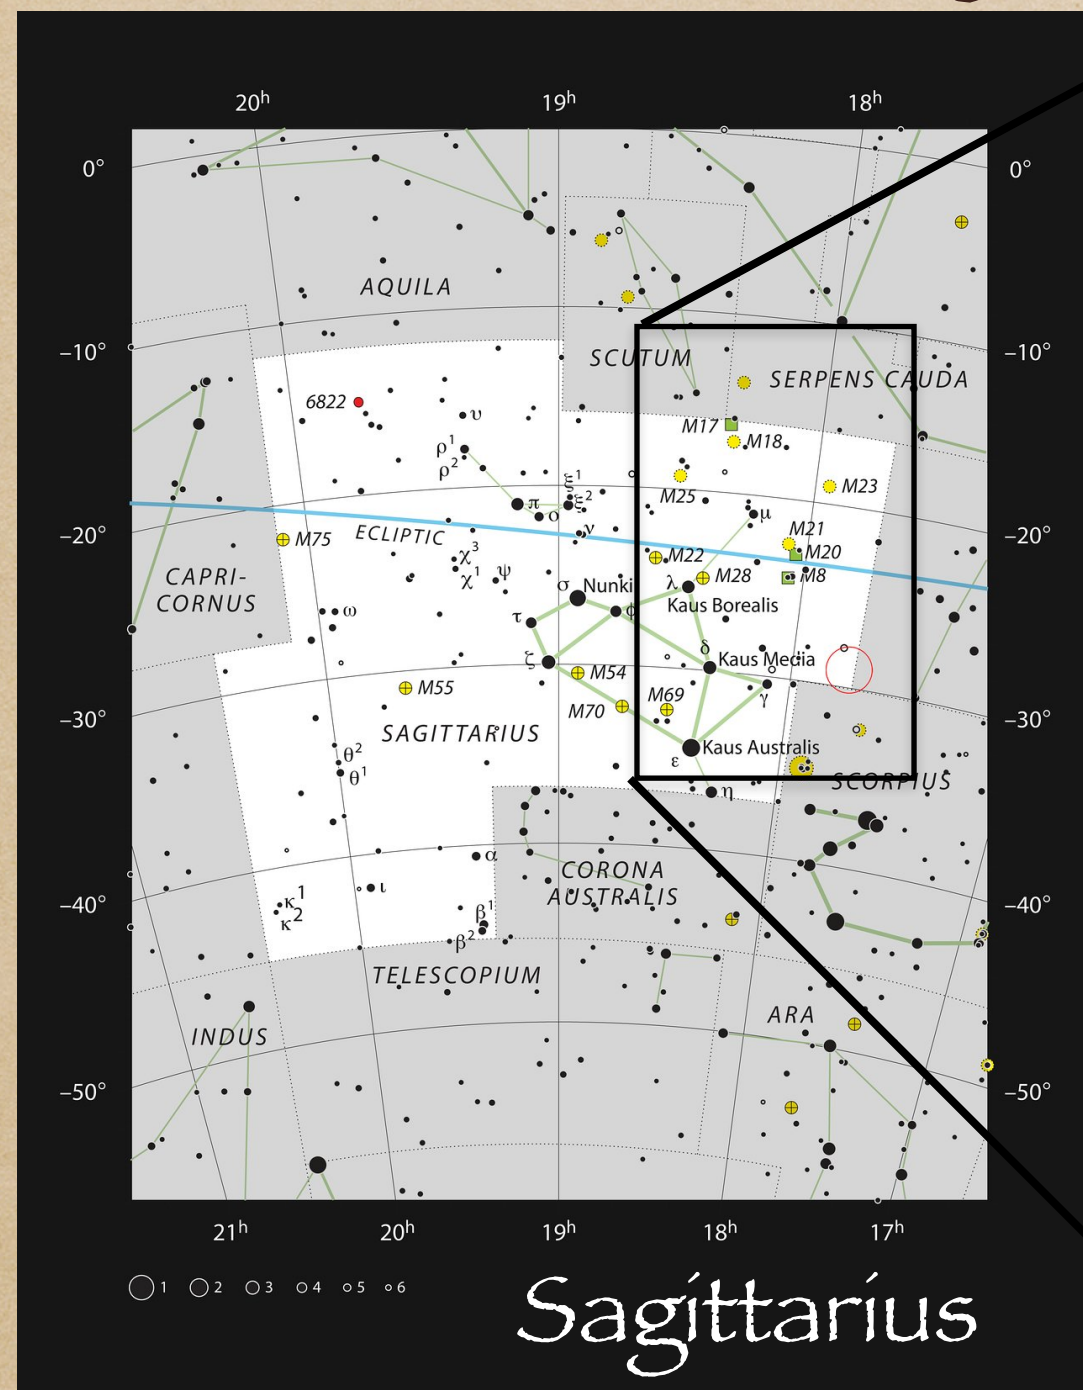 20h 19h 18h
0° 0°
AQUILA
–10° –10°
SCUTUM
SERPENS CAUDA
6822
υ
M17
M18
ρ1
ρ2
M25
M23
ξ1
ξ2
π
ο
μ
ν
ECLIPTIC
–20° –20°
M75
M21
M20
M22
χ3
χ1
ψ
M28
M8
CAPRI-
CORNUS
σ Nunki
λ
Kaus Borealis
ω
τ
ϕ
δ
Kaus Media
ζ
M54
M55
M69
γ
M70
–30° –30°
SAGITTARIUS
Kaus Australis
ε
θ2
θ1
η
SCORPIUS
α
CORONA
AUSTRALIS
ι
κ1
κ2
–40° –40°
β1
β2
TELESCOPIUM
ARA
INDUS
–50° –50°
21h 20h 19h 18h 17h
1 2 3 4 5 6
Sagittarius